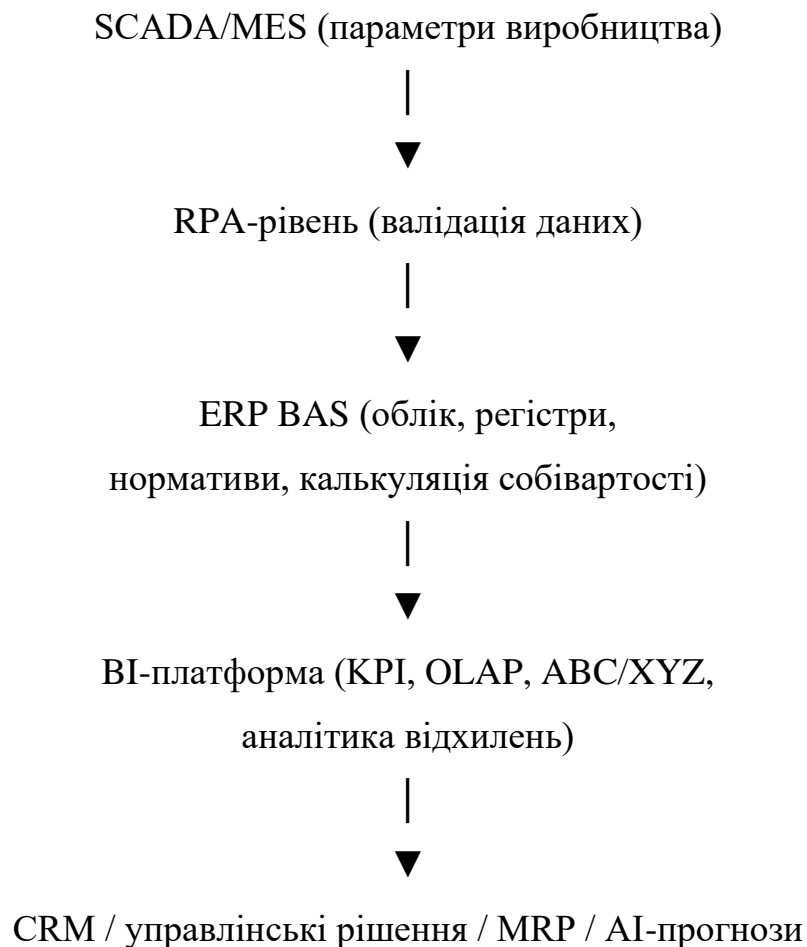 SCADA/MES (параметри виробництва)
RPA-рівень (валідація даних)
ERP BAS (облік, регістри,
нормативи, калькуляція собівартості)
BI-платформа (KPI, OLAP, ABC/XYZ,
аналітика відхилень)
CRM / управлінські рішення / MRP / AI-прогнози